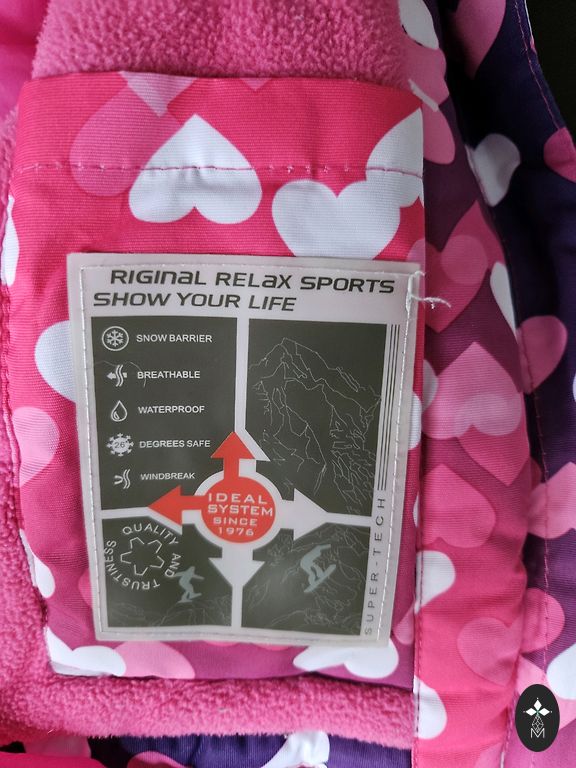 RIGINAL RELAX SPORTS
SHOW YOUR LIFE
SNOW BARRIER
BREATHABLE
WATERPROOF
26° DEGREES SAFE
WINDBREAK
IDEAL
SYSTEM
SINCE
1976
QUALITY AND TRUSTINESS
SUPER-TECH
M